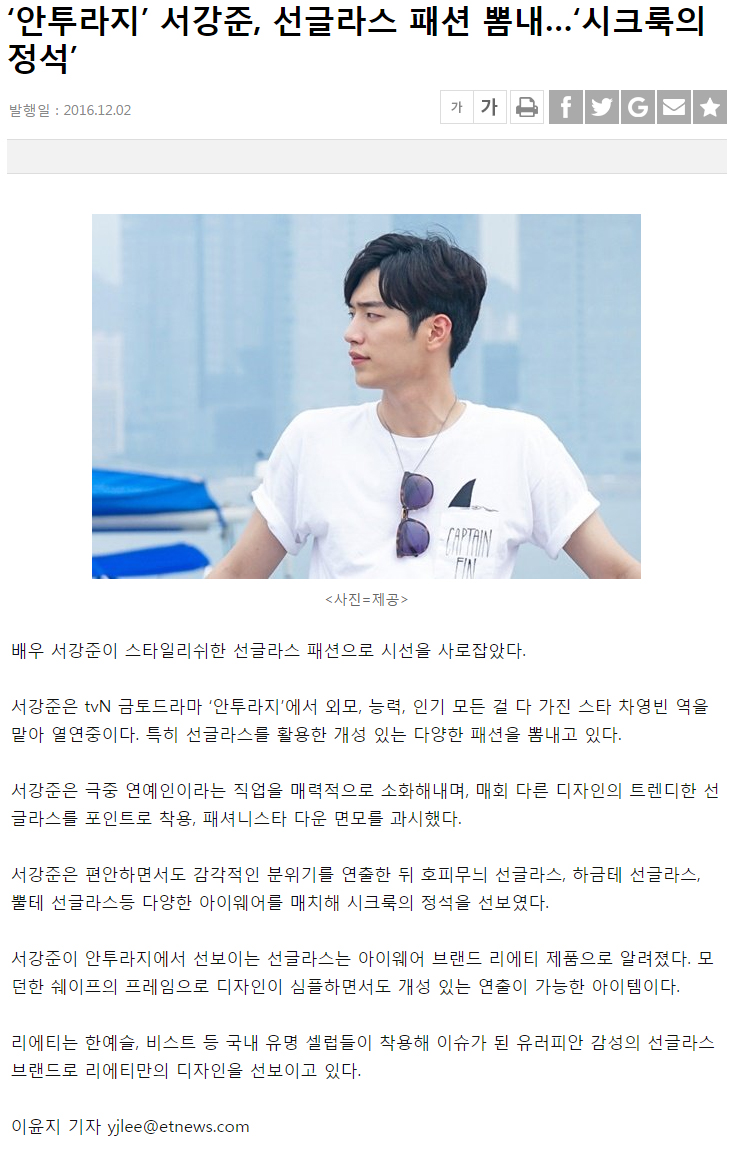 ‘안투라지’ 서강준, 선글라스 패션 뽐내...‘시크룩의
정석’
발행일 : 2016.12.02
가 가
CAPTAIN
FIN
<사진=제공>
배우 서강준이 스타일리쉬한 선글라스 패션으로 시선을 사로잡았다.
서강준은 tvN 금토드라마 ‘안투라지’에서 외모, 능력, 인기 모든 걸 다 가진 스타 차영빈 역을
맡아 열연중이다. 특히 선글라스를 활용한 개성 있는 다양한 패션을 뽐내고 있다.
서강준은 극중 연예인이라는 직업을 매력적으로 소화해내며, 매회 다른 디자인의 트렌디한 선
글라스를 포인트로 착용, 패셔니스타 다운 면모를 과시했다.
서강준은 편안하면서도 감각적인 분위기를 연출한 뒤 호피무늬 선글라스, 하금테 선글라스,
뿔테 선글라스등 다양한 아이웨어를 매치해 시크룩의 정석을 선보였다.
서강준이 안투라지에서 선보이는 선글라스는 아이웨어 브랜드 리에티 제품으로 알려졌다. 모
던한 쉐이프의 프레임으로 디자인이 심플하면서도 개성 있는 연출이 가능한 아이템이다.
리에티는 한예슬, 비스트 등 국내 유명 셀럽들이 착용해 이슈가 된 유러피안 감성의 선글라스
브랜드로 리에티만의 디자인을 선보이고 있다.
이윤지 기자 yjlee@etnews.com